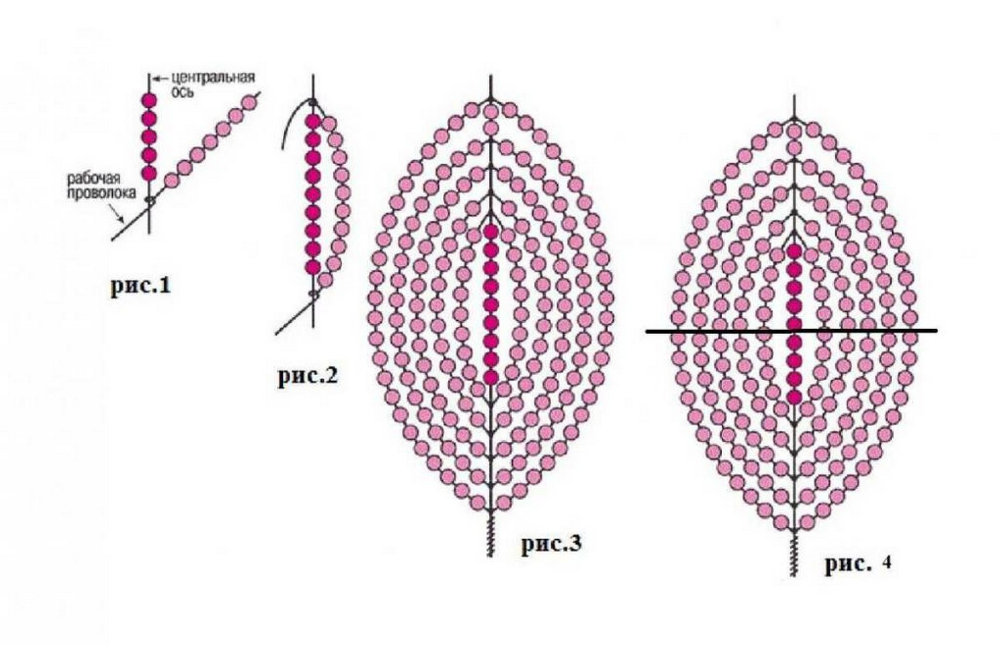 центральная
ось
рабочая
проволока
рис.1
рис.2
рис.3
рис. 4